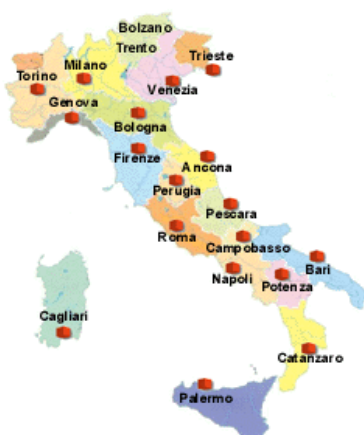 Bolzano
Trento
Trieste
Milano
Torino
Venezia
Genova
Bologna
Firenze
Ancona
Perugia
Pescara
Roma
Campobasso
Bari
Napoli
Potenza
Cagliari
Catanzaro
Palermo